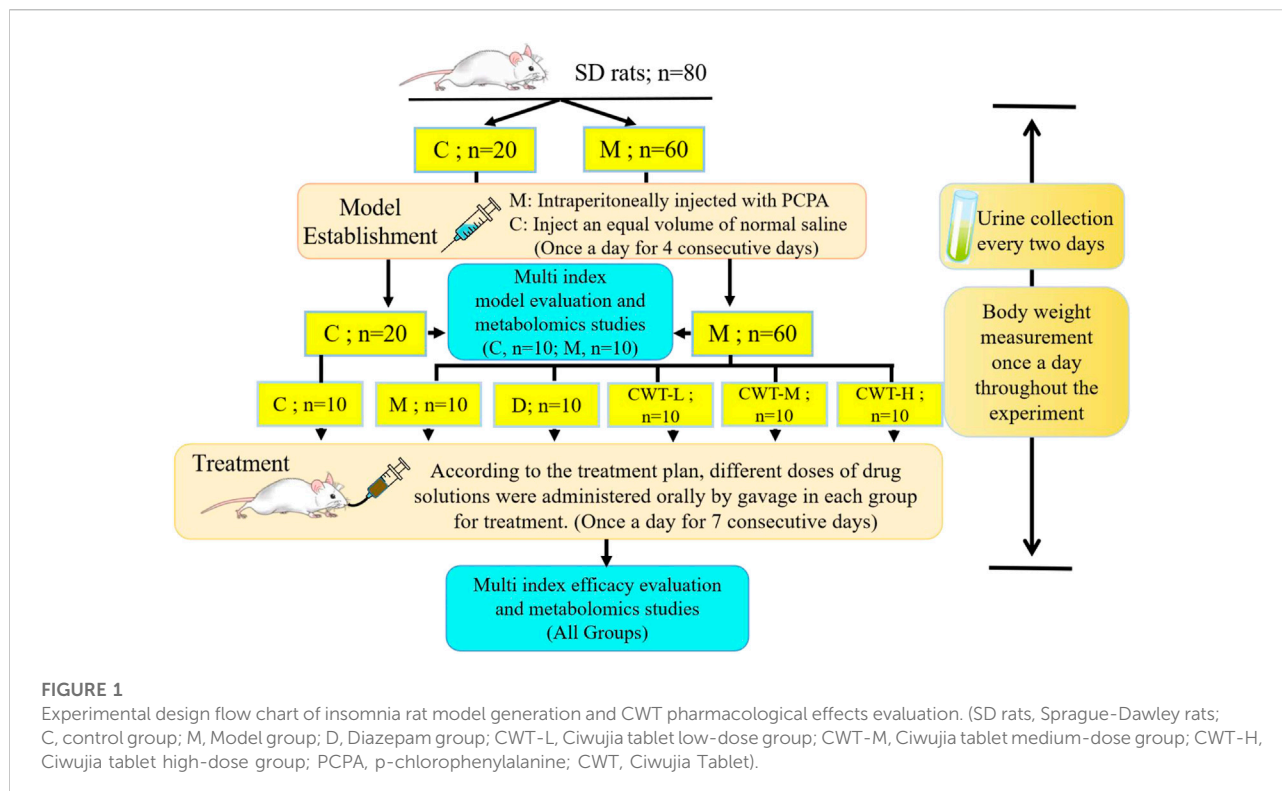 SD rats; n=80
C ; n=20
M ; n=60
Model
Establishment
M: Intraperitoneally injected with PCPA
C: Inject an equal volume of normal saline
(Once a day for 4 consecutive days)
Multi index
model evaluation and
metabolomics studies
(C, n=10; M, n=10)
C ; n=20
M ; n=60
C ; n=10
M ; n=10
D; n=10
CWT-L ;
n=10
CWT-M ;
n=10
CWT-H ;
n=10
Treatment
According to the treatment plan, different doses of drug
solutions were administered orally by gavage in each group
for treatment. (Once a day for 7 consecutive days)
Multi index efficacy evaluation
and metabolomics studies
(All Groups)
Urine collection
every two days
Body weight
measurement
once a day
throughout the
experiment
FIGURE 1
Experimental design flow chart of insomnia rat model generation and CWT pharmacological effects evaluation. (SD rats, Sprague-Dawley rats;
C, control group; M, Model group; D, Diazepam group; CWT-L, Ciwujia tablet low-dose group; CWT-M, Ciwujia tablet medium-dose group; CWT-H,
Ciwujia tablet high-dose group; PCPA, p-chlorophenylalanine; CWT, Ciwujia Tablet).